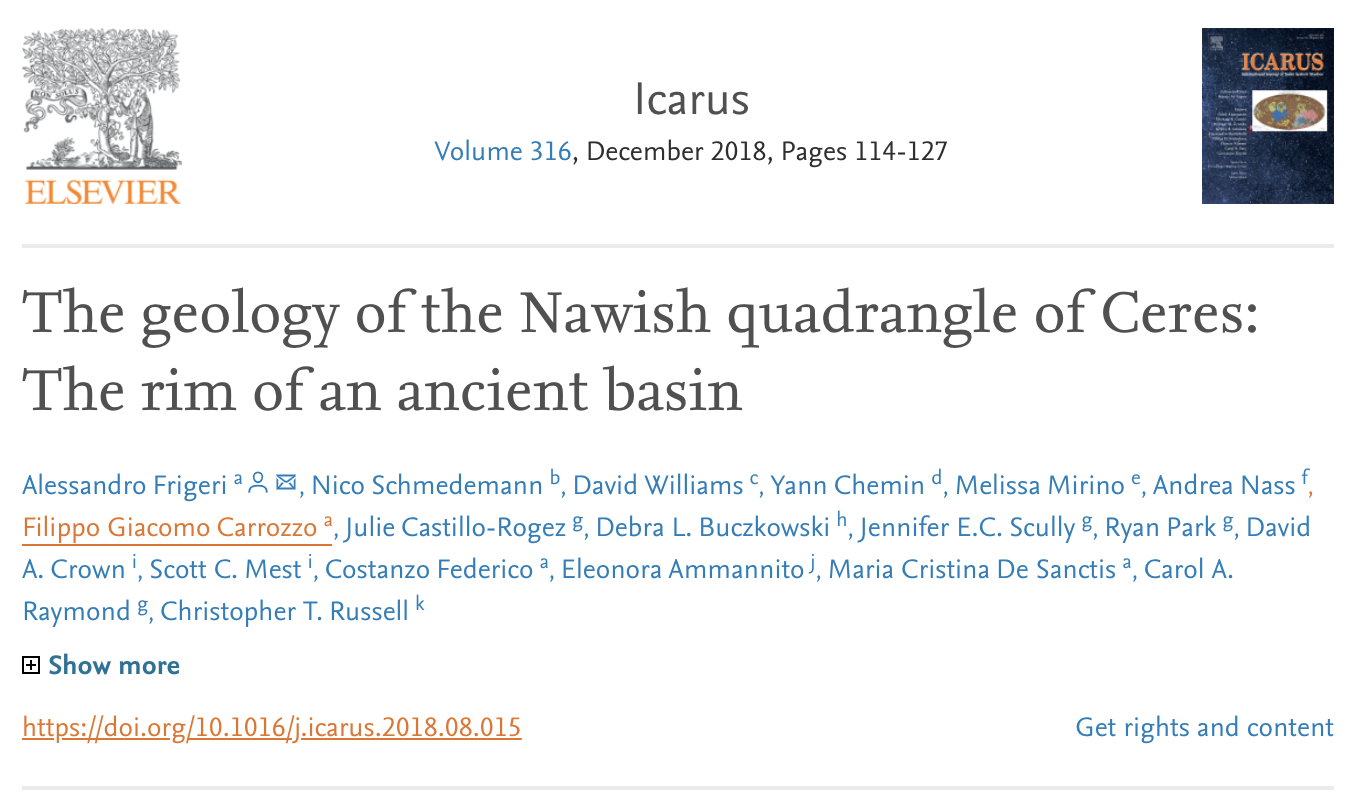 NON SOLUS
ELSEVIER
Icarus
Volume 316, December 2018, Pages 114-127
ICARUS
The geology of the Nawish quadrangle of Ceres:
The rim of an ancient basin
Alessandro Frigeri a, Nico Schmedemann b, David Williams c, Yann Chemin d, Melissa Mirino e, Andrea Nass f,
Filippo Giacomo Carrozzo a, Julie Castillo-Rogez g, Debra L. Buczkowski h, Jennifer E.C. Scully g, Ryan Park g, David
A. Crown i, Scott C. Mest i, Costanzo Federico a, Eleonora Ammannito j, Maria Cristina De Sanctis a, Carol A.
Raymond g, Christopher T. Russell k
Show more
https://doi.org/10.1016/j.icarus.2018.08.015
Get rights and content